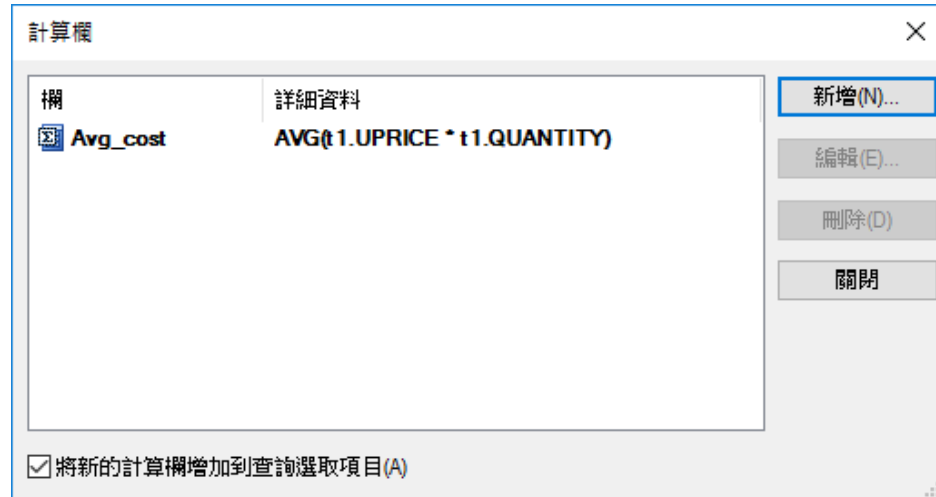 計算欄
欄 詳細資料
Avg_cost AVG(t1.UPRICE * t1.QUANTITY)
新增(N)...
編輯(E)...
刪除(D)
關閉
將新的計算欄增加到查詢選取項目(A)